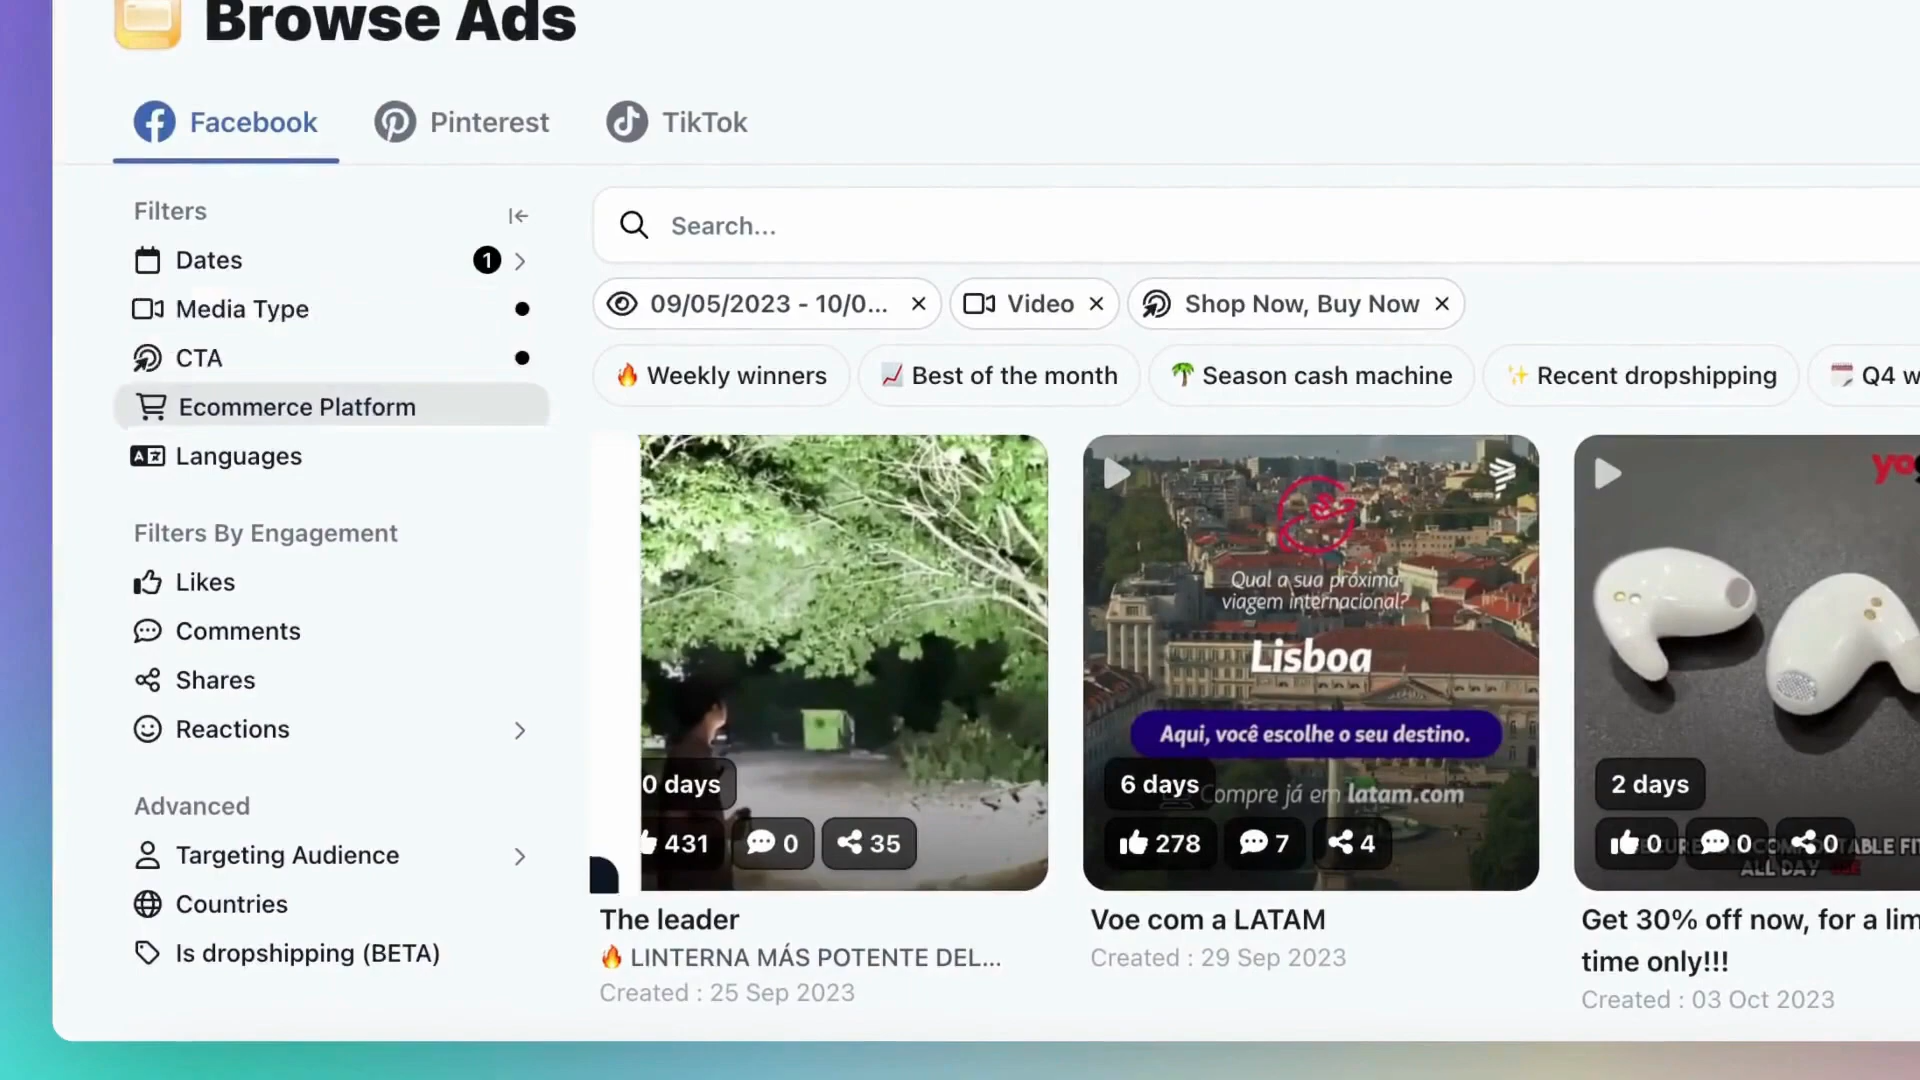 Browse Ads
Facebook
Pinterest
TikTok
Filters
Dates
1
Media Type
CTA
Ecommerce Platform
Languages
Filters By Engagement
Likes
Comments
Shares
Reactions
Advanced
Targeting Audience
Countries
Is dropshipping (BETA)
Search...
09/05/2023 - 10/0...
Video
Shop Now, Buy Now
🔥 Weekly winners
📈 Best of the month
🌴 Season cash machine
✨ Recent dropshipping
Q4 w
0 days
431
0
35
The leader
🔥 LINTERNA MÁS POTENTE DEL...
Created : 25 Sep 2023
Qual a sua próxima
viagem internacional?
Lisboa
Aqui, você escolhe o seu destino.
Compre já em latam.com
6 days
278
7
4
Voe com a LATAM
Created : 29 Sep 2023
2 days
0
0
0
ALL DAY
Get 30% off now, for a lim
time only!!!
Created : 03 Oct 2023